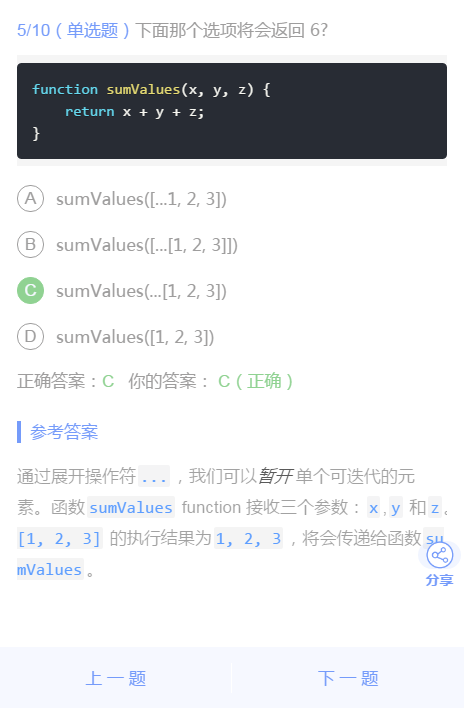 5/10（单选题）下面那个选项将会返回 6?
function sumValues(x, y, z) {
    return x + y + z;
}
A sumValues([...1, 2, 3])
B sumValues([...[1, 2, 3]])
C sumValues(...[1, 2, 3])
D sumValues([1, 2, 3])
正确答案：C 你的答案：C（正确）
参考答案
通过展开操作符 ... ，我们可以暂开单个可迭代的元
素。函数 sumValues function 接收三个参数： x , y 和 z 。
[1, 2, 3] 的执行结果为 1, 2, 3 ，将会传递给函数 su
mValues 。
分享
上一题 下一题